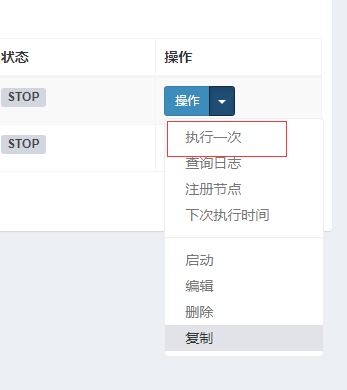 状态 操作
STOP 操作
执行一次
STOP
查询日志
注册节点
下次执行时间
启动
编辑
删除
复制